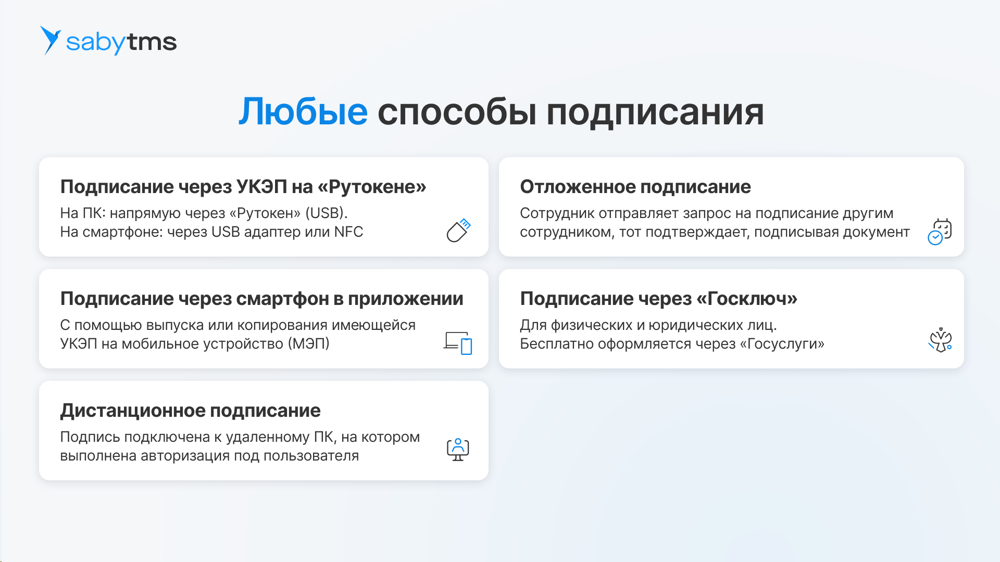 sabytms
Любые способы подписания
Подписание через УКЭП на «Рутокене»
На ПК: напрямую через «Рутокен» (USB).
На смартфоне: через USB адаптер или NFC
Отложенное подписание
Сотрудник отправляет запрос на подписание другим
сотрудником, тот подтверждает, подписывая документ
Подписание через смартфон в приложении
С помощью выпуска или копирования имеющейся
УКЭП на мобильное устройство (МЭП)
Подписание через «Госключ»
Для физических и юридических лиц.
Бесплатно оформляется через «Госуслуги»
Дистанционное подписание
Подпись подключена к удаленному ПК, на котором
выполнена авторизация под пользователя